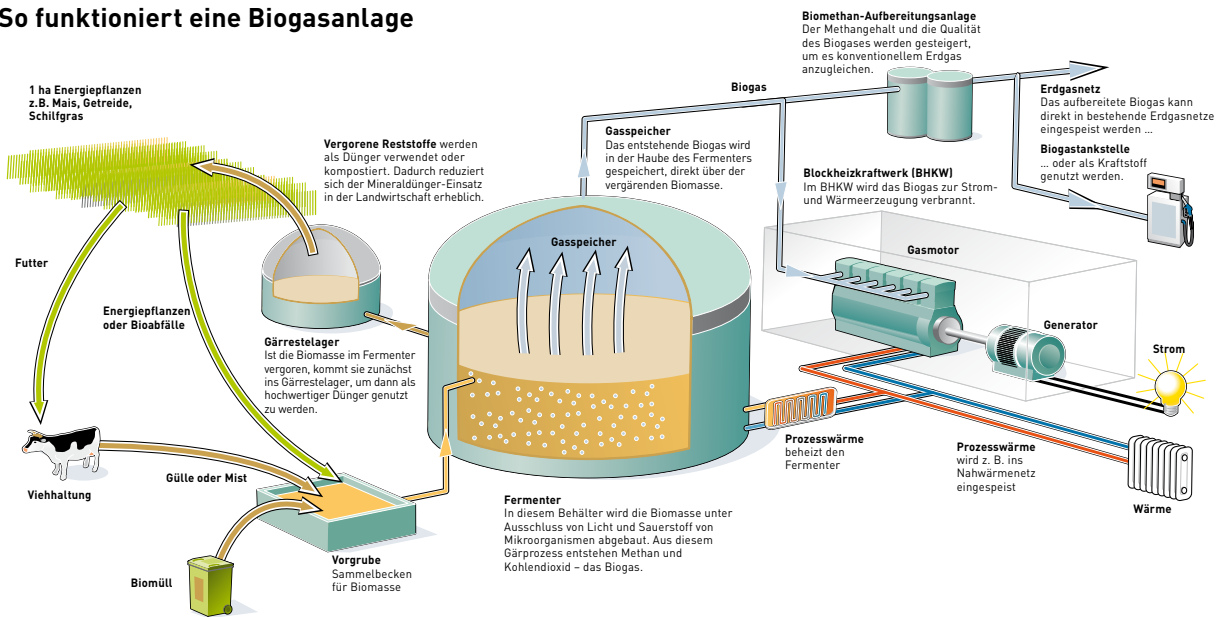 So funktioniert eine Biogasanlage
1 ha Energiepflanzen
z.B. Mais, Getreide,
Schilfgras
Vergorene Reststoffe werden
als Dünger verwendet oder
kompostiert. Dadurch reduziert
sich der Mineraldünger-Einsatz
in der Landwirtschaft erheblich.
Gasspeicher
Das entstehende Biogas wird
in der Haube des Fermenters
gespeichert, direkt über der
vergärenden Biomasse.
Biogas
Biomethan-Aufbereitungsanlage
Der Methangehalt und die Qualität
des Biogases werden gesteigert,
um es konventionellem Erdgas
anzugleichen.
Erdgasnetz
Das aufbereitete Biogas kann
direkt in bestehende Erdgasnetze
eingespeist werden …
Biogastankstelle
… oder als Kraftstoff
genutzt werden.
Blockheizkraftwerk (BHKW)
Im BHKW wird das Biogas zur Strom-
und Wärmeerzeugung verbrannt.
Gasspeicher
Gasmotor
Generator
Strom
Futter
Energiepflanzen
oder Bioabfälle
Gärrestelager
Ist die Biomasse im Fermenter
vergoren, kommt sie zunächst
ins Gärrestelager, um dann als
hochwertiger Dünger genutzt
zu werden.
Viehhaltung
Gülle oder Mist
Biomüll
Vorgrube
Sammelbecken
für Biomasse
Fermenter
In diesem Behälter wird die Biomasse unter
Ausschluss von Licht und Sauerstoff von
Mikroorganismen abgebaut. Aus diesem
Gärprozess entstehen Methan und
Kohlendioxid – das Biogas.
Prozesswärme
beheizt den
Fermenter
Prozesswärme
wird z. B. ins
Nahwärmenetz
eingespeist
Wärme